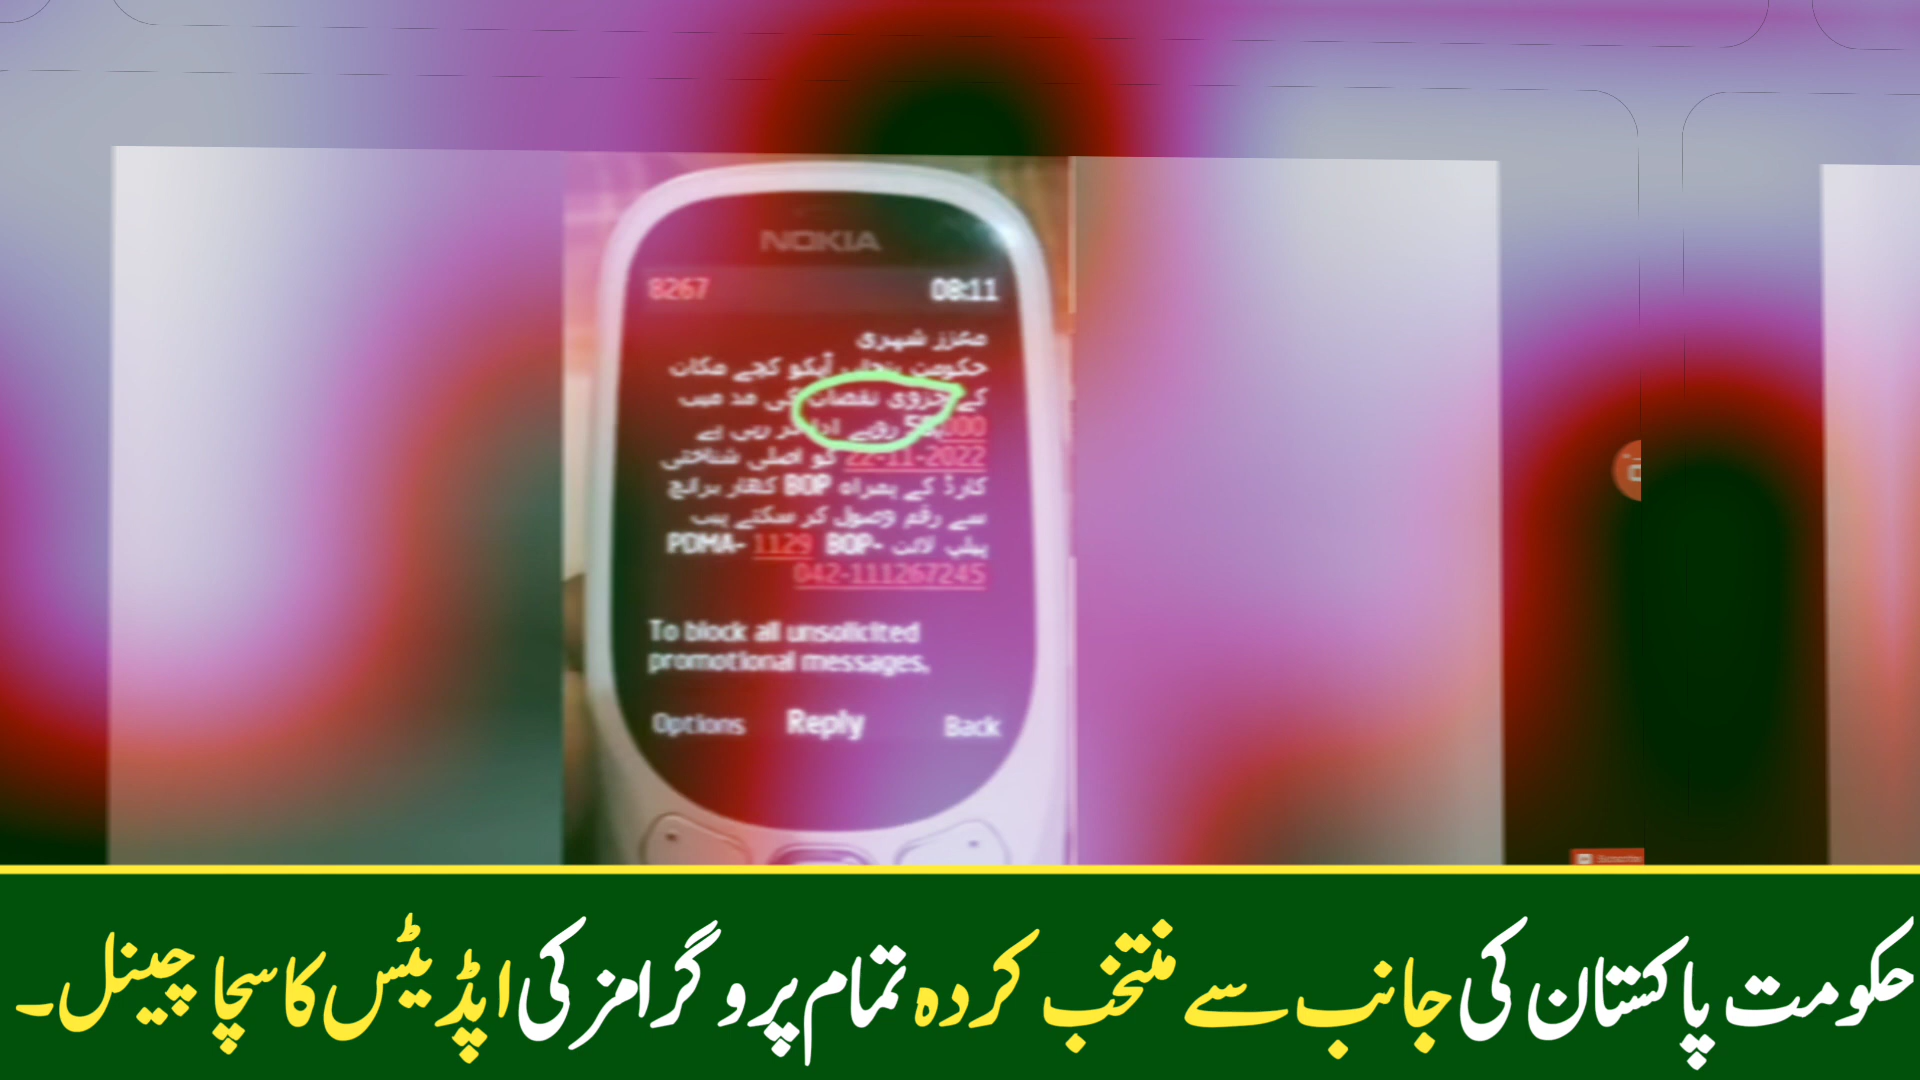 NOKIA
8267 08:11
معزز شہری
حکومت پنجاب آپکو کچے مکان
کے جزوی نقصان کی مد میں
روپے ادا کر رہی ہے
22-11-2022 کو اصلی شناختی
کارڈ کے ہمراہ BOP کھار برانچ
سے رقم وصول کر سکتے ہیں
ہیلپ لائن PDMA- 1129 BOP-
042-111267245
To block all unsolicited
promotional messages,
Options Reply Back
Subscribe
حکومت پاکستان کی جانب سے منتخب کردہ تمام پروگرامز کی اپڈیٹس کا سچا چینل۔